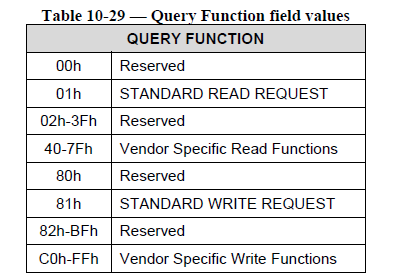 Table 10-29 — Query Function field values
QUERY FUNCTION
00h Reserved
01h STANDARD READ REQUEST
02h-3Fh Reserved
40-7Fh Vendor Specific Read Functions
80h Reserved
81h STANDARD WRITE REQUEST
82h-BFh Reserved
C0h-FFh Vendor Specific Write Functions